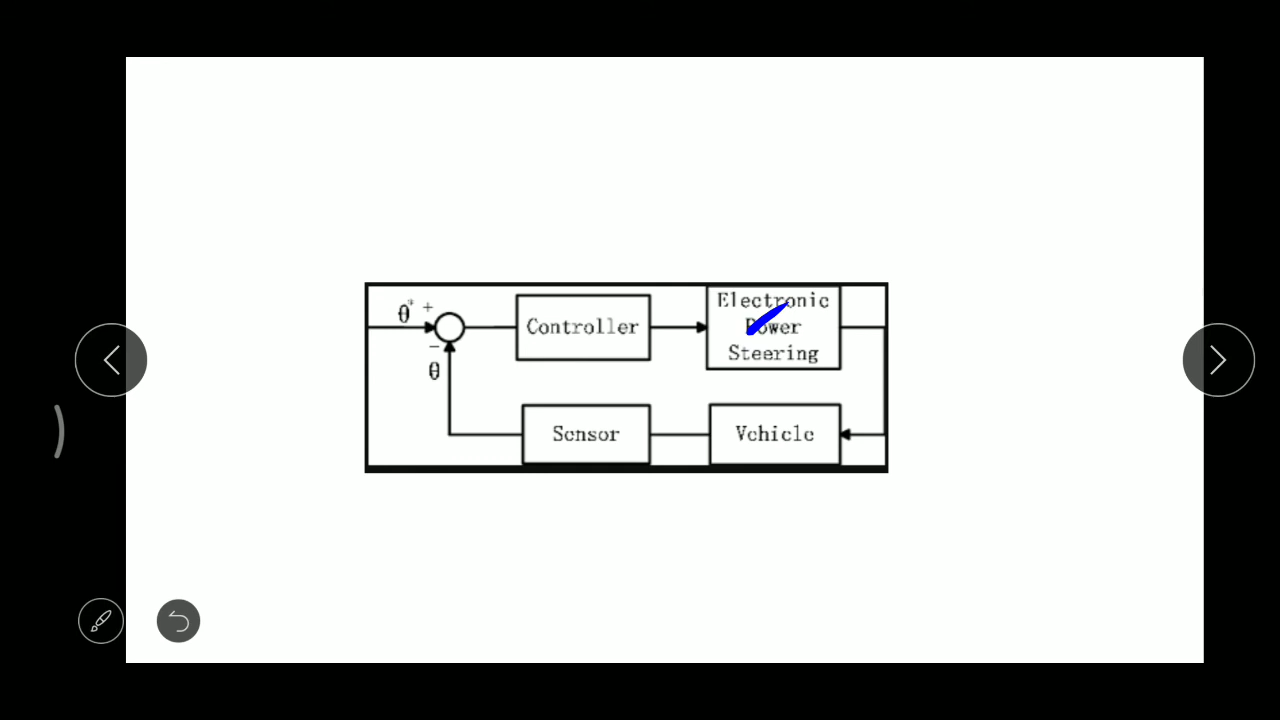 θ* +
Controller
Electronic
Power
Steering
−
θ
Sensor
Vehicle